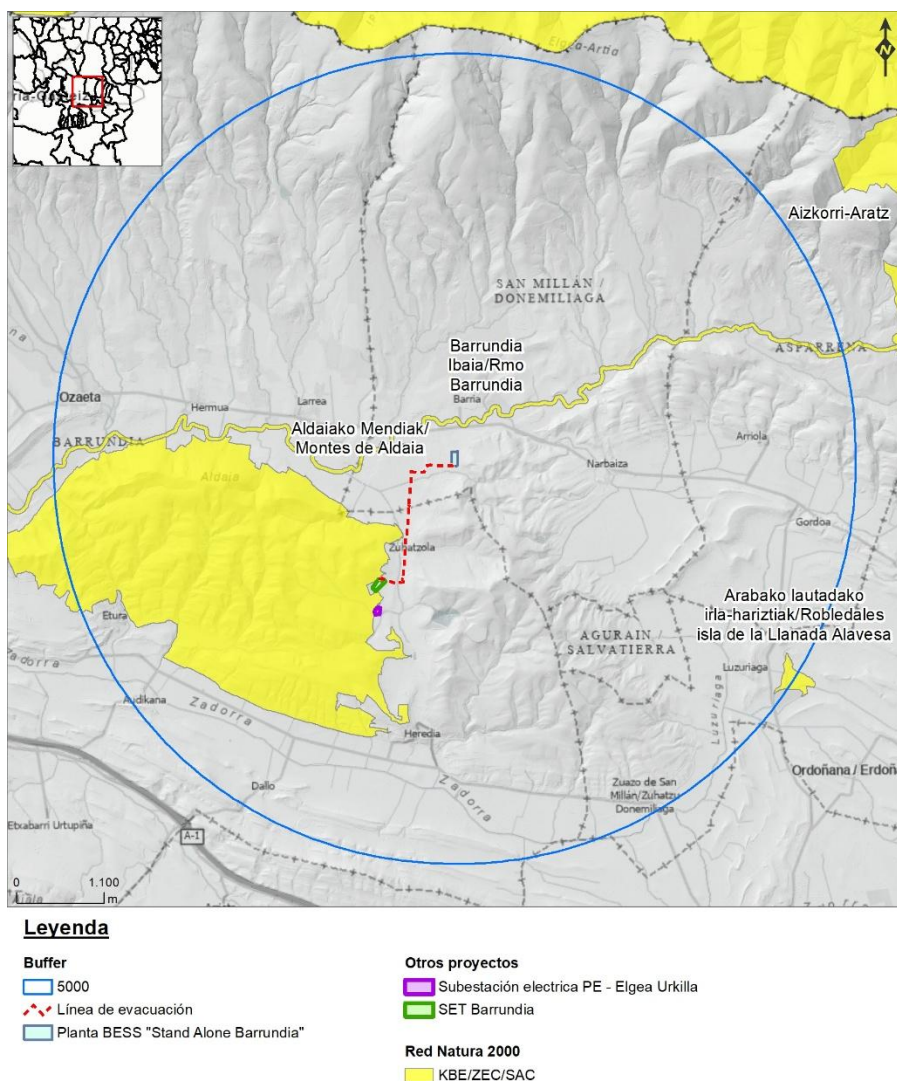 Elgea-Artia
N
Aizkorri-Aratz
SAN MILLÁN /
DONEMILIAGA
Barrundia
Ibaia/Rmo
Barrundia
ASPARRENA
Ozaeta
Hermua
Larrea
Barria
Aldaiako Mendiak/
Montes de Aldaia
BARRUNDIA
Aldaia
Arriola
Narbaiza
Gordoa
Zuhatzola
Arabako lautadako
irla-hariztiak/Robledales
isla de la Llanada Alavesa
Etura
AGURAIN
SALVATIERRA
Luzuriaga
Luzuriaga
Zadorra
Audikana
Zadorra
Heredia
Zadorra
Dallo
Zuazo de San
Millán/Zuhatzu
Donemiliaga
Ordoñana / Erdoñ
Etxabarri Urtupiña
A-1
0
1.100
m
Leyenda
Buffer
5000
Línea de evacuación
Planta BESS "Stand Alone Barrundia"
Otros proyectos
Subestación electrica PE - Elgea Urkilla
SET Barrundia
Red Natura 2000
KBE/ZEC/SAC